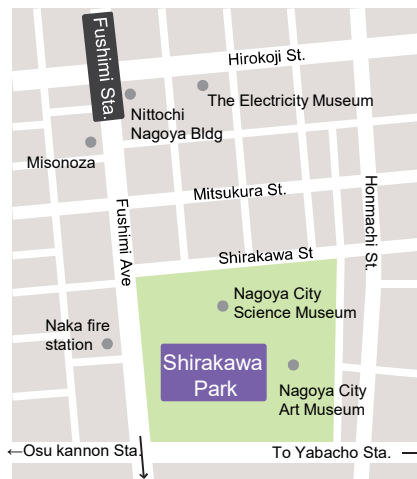 Fushimi Sta.
Hirokoji St.
The Electricity Museum
Nittochi
Nagoya Bldg
Misonoza
Mitsukura St.
Honmachi St.
Fushimi Ave
Shirakawa St
Nagoya City
Science Museum
Naka fire
station
Shirakawa
Park
Nagoya City
Art Museum
←Osu kannon Sta.
To Yabacho Sta.